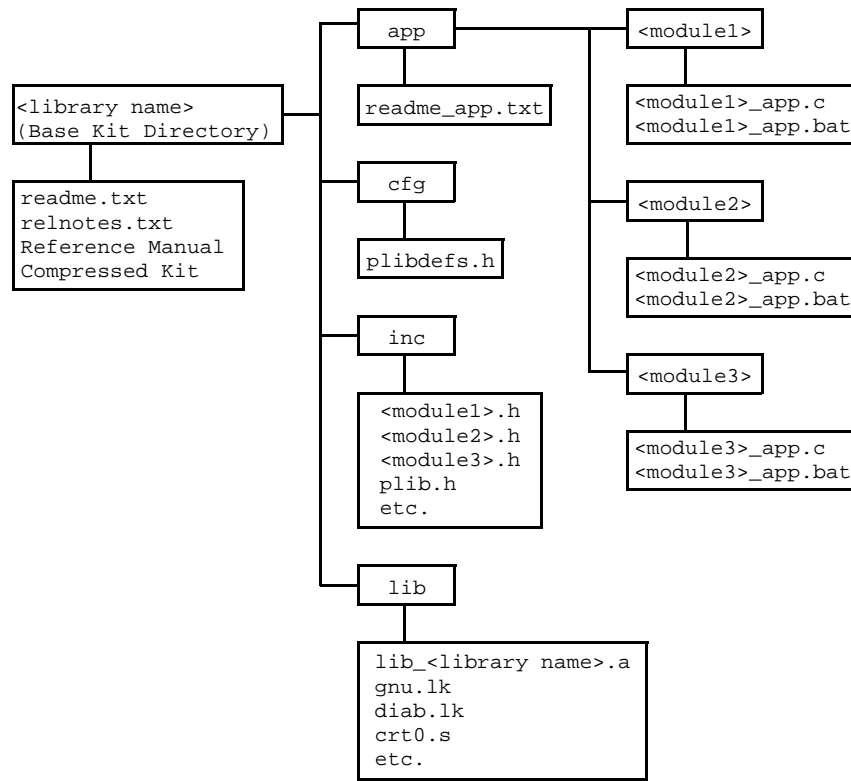 <library name>
(Base Kit Directory)
readme.txt
relnotes.txt
Reference Manual
Compressed Kit
app
readme_app.txt
cfg
plibdefs.h
inc
<module1>.h
<module2>.h
<module3>.h
plib.h
etc.
lib
lib_<library name>.a
gnu.lk
diab.lk
crt0.s
etc.
<module1>
<module1>_app.c
<module1>_app.bat
<module2>
<module2>_app.c
<module2>_app.bat
<module3>
<module3>_app.c
<module3>_app.bat